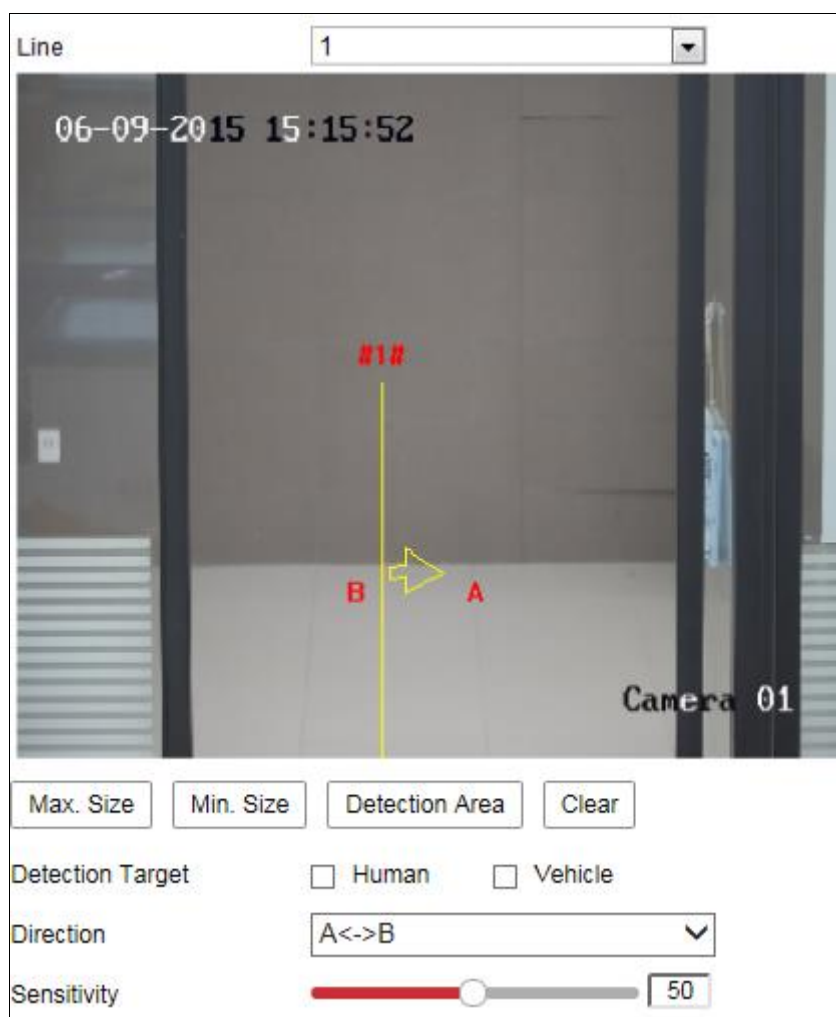 Line 1
06-09-2015 15:15:52
#1#
B A
Camera 01
Max. Size Min. Size Detection Area Clear
Detection Target Human Vehicle
Direction A<->B
Sensitivity 50